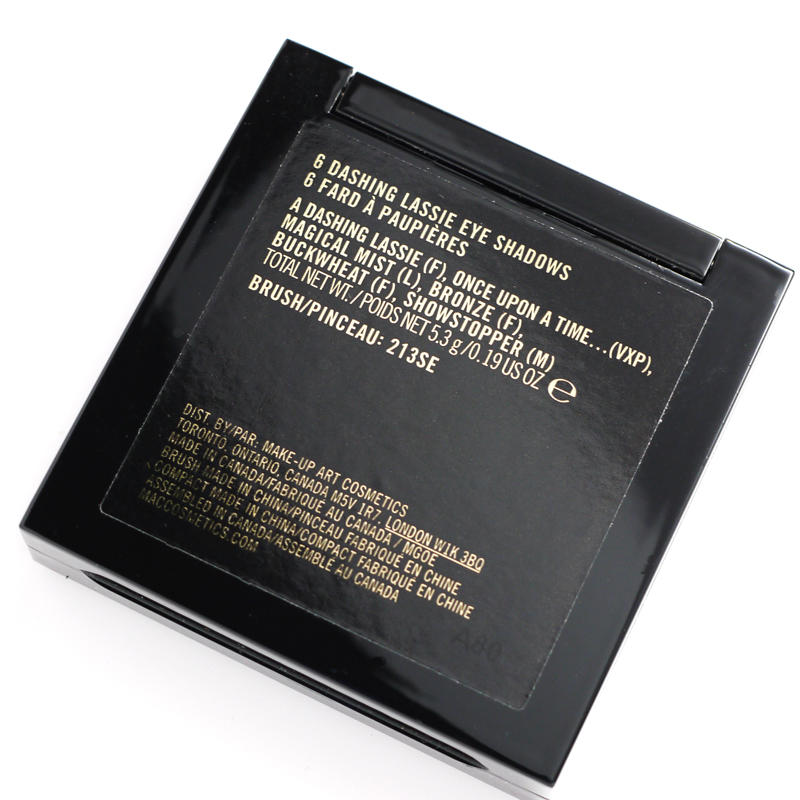 6 DASHING LASSIE EYE SHADOWS
6 FARD À PAUPIÈRES
A DASHING LASSIE (F), ONCE UPON A TIME...(VXP),
MAGICAL MIST (L), BRONZE (F),
BUCKWHEAT (F), SHOWSTOPPER (M)
TOTAL NET WT./POIDS NET 5.3 g/0.19 US OZ ℮
BRUSH/PINCEAU: 213SE
DIST. BY/PAR. MAKE-UP ART COSMETICS
TORONTO, ONTARIO, CANADA M5V 1R7, LONDON W1K 3BQ
MADE IN CANADA/FABRIQUÉ AU CANADA / MGOE
BRUSH MADE IN CHINA/PINCEAU FABRIQUÉ EN CHINE
COMPACT MADE IN CHINA/COMPACT FABRIQUÉ EN CHINE
ASSEMBLED IN CANADA/ASSEMBLÉ AU CANADA
MACCOSMETICS.COM
A80